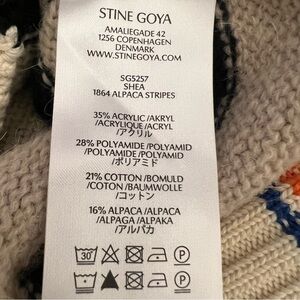 STINE GOYA
AMALIEGADE 42
1256 COPENHAGEN
DENMARK
WWW.STINEGOYA.COM
SG5257
SHEA
1864 ALPACA STRIPES
35% ACRYLIC /AKRYL
/ACRYLIQUE /ACRYL
/アクリル
28% POLYAMIDE /POLYAMID
/POLYAMIDE /POLYAMID
/ポリアミド
21% COTTON /BOMULD
/COTON /BAUMWOLLE
/コットン
16% ALPACA /ALPACA
/ALPAGA /ALPAKA
/アルパカ
30°
P
P